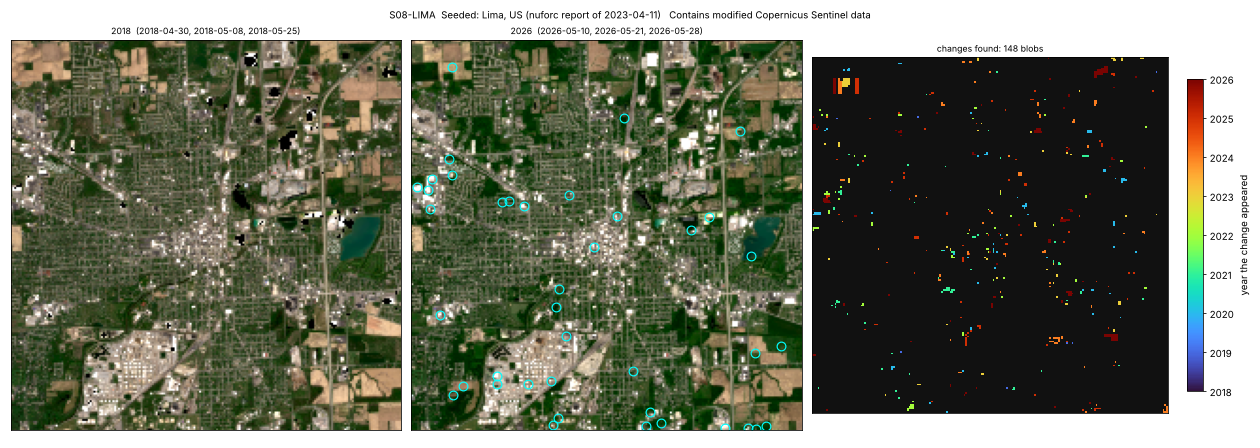 S08-LIMA  Seeded: Lima, US (nuforc report of 2023-04-11)   Contains modified Copernicus Sentinel data
2018  (2018-04-30, 2018-05-08, 2018-05-25)
2026  (2026-05-10, 2026-05-21, 2026-05-28)
changes found: 148 blobs
2026
2025
2024
2023
2022
2021
2020
2019
2018
year the change appeared